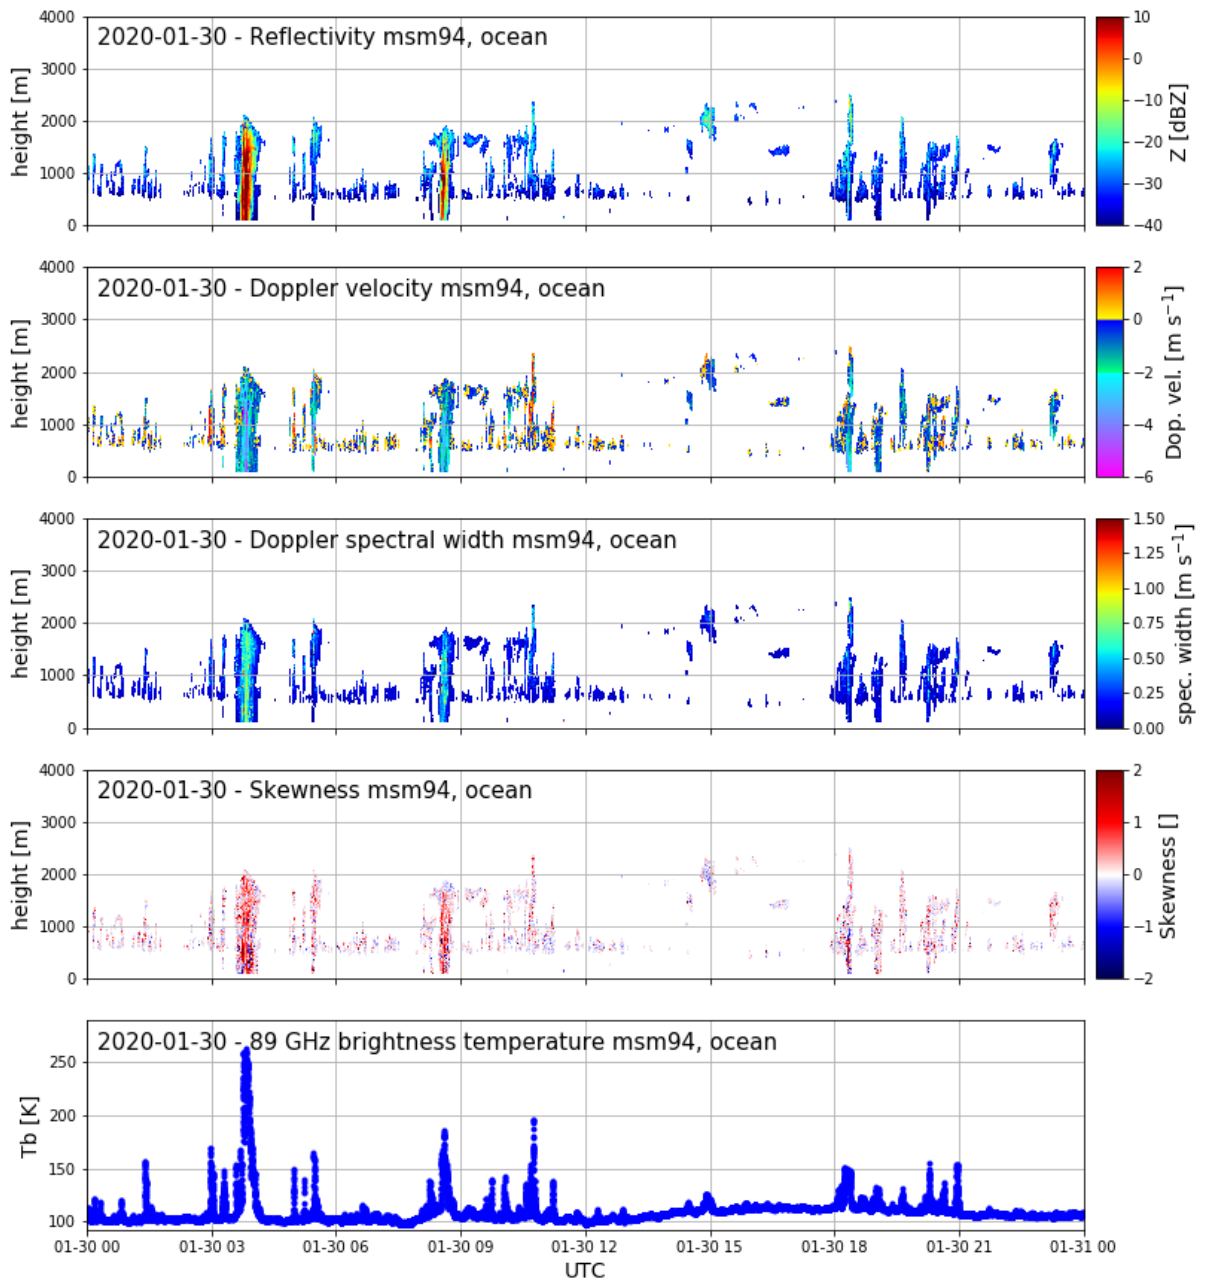 2020-01-30 - Reflectivity msm94, ocean
height [m]
4000
3000
2000
1000
0
10
0
−10
−20
−30
−40
Z [dBZ]
2020-01-30 - Doppler velocity msm94, ocean
height [m]
4000
3000
2000
1000
0
2
0
−2
−4
−6
Dop. vel. [m s⁻¹]
2020-01-30 - Doppler spectral width msm94, ocean
height [m]
4000
3000
2000
1000
0
1.50
1.25
1.00
0.75
0.50
0.25
0.00
spec. width [m s⁻¹]
2020-01-30 - Skewness msm94, ocean
height [m]
4000
3000
2000
1000
0
2
1
0
−1
−2
Skewness []
2020-01-30 - 89 GHz brightness temperature msm94, ocean
Tb [K]
250
200
150
100
01-30 00 01-30 03 01-30 06 01-30 09 01-30 12 01-30 15 01-30 18 01-30 21 01-31 00
UTC